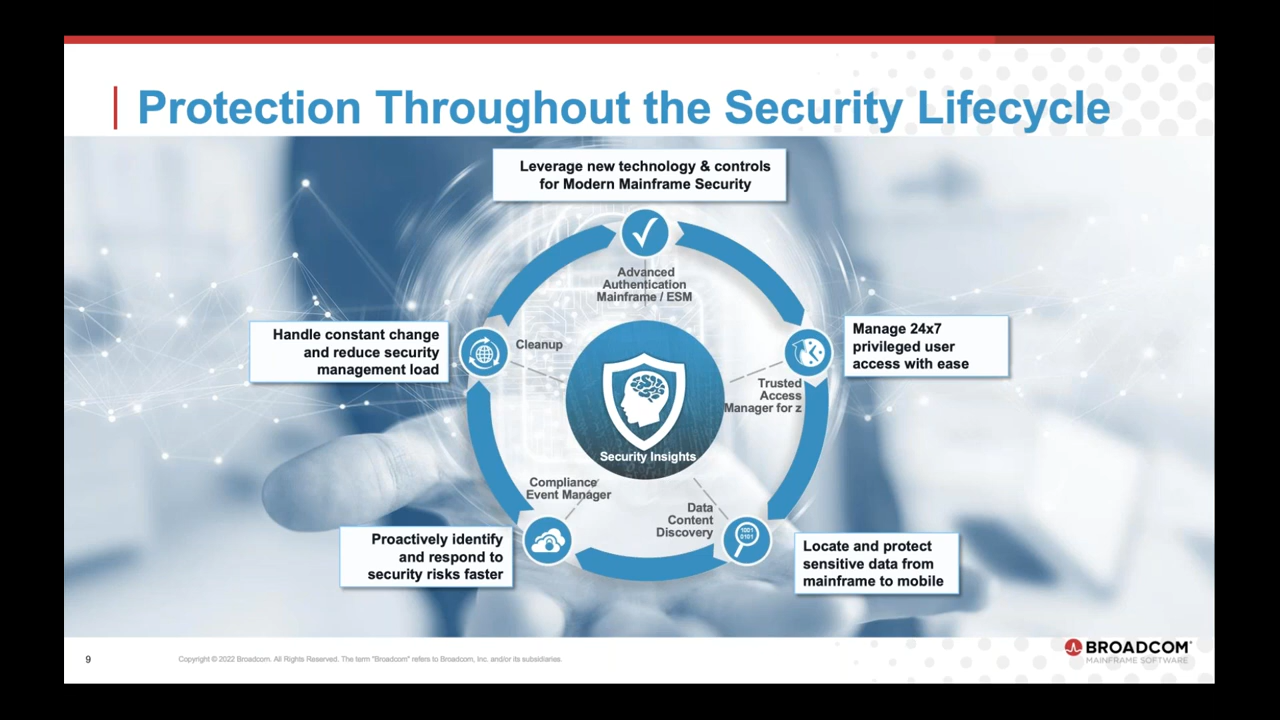 Protection Throughout the Security Lifecycle
Leverage new technology & controls
for Modern Mainframe Security
Advanced
Authentication
Mainframe / ESM
Handle constant change
and reduce security
management load
Cleanup
Manage 24x7
privileged user
access with ease
Trusted
Access
Manager for z
Security Insights
Compliance
Event Manager
Data
Content
Discovery
1001
0101
Proactively identify
and respond to
security risks faster
Locate and protect
sensitive data from
mainframe to mobile
9
Copyright © 2022 Broadcom. All Rights Reserved. The term "Broadcom" refers to Broadcom, Inc. and/or its subsidiaries.
BROADCOM®
MAINFRAME SOFTWARE